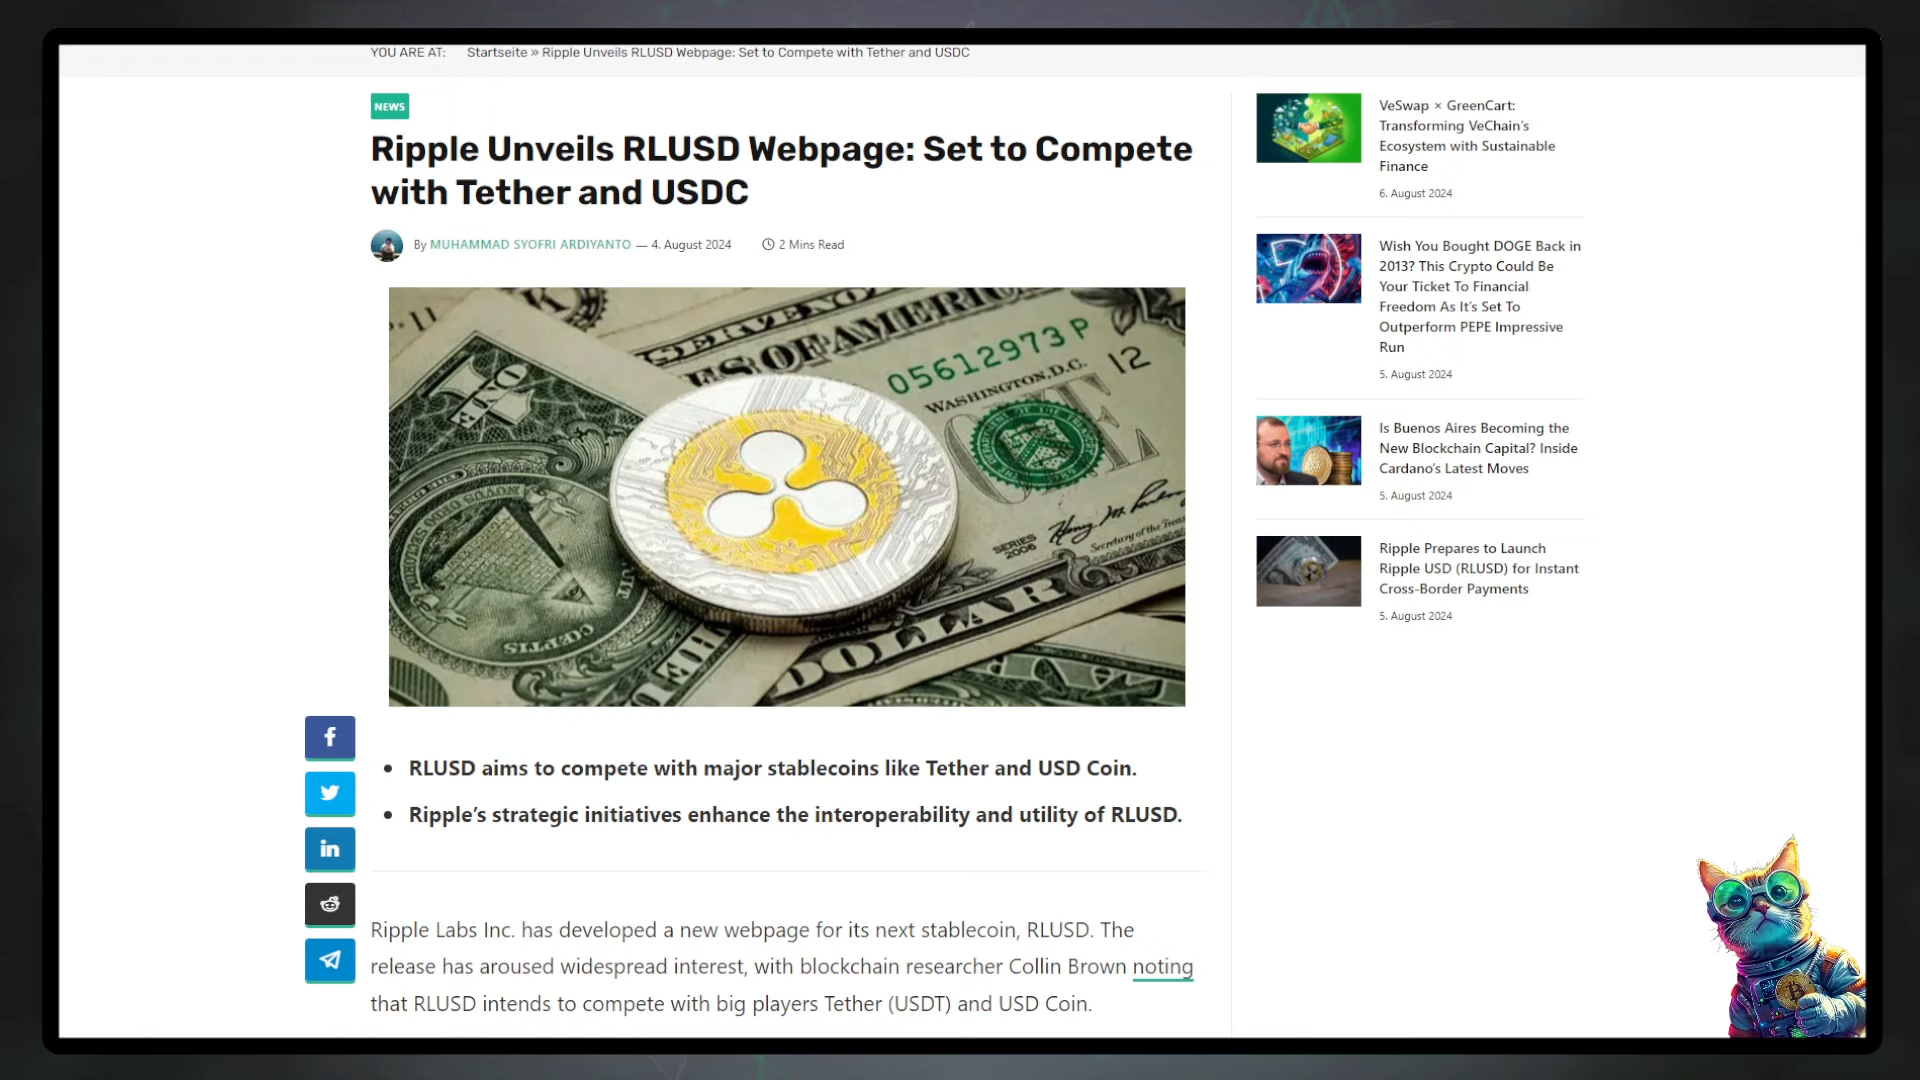 YOU ARE AT: Startseite » Ripple Unveils RLUSD Webpage: Set to Compete with Tether and USDC
NEWS
Ripple Unveils RLUSD Webpage: Set to Compete
with Tether and USDC
By MUHAMMAD SYOFRI ARDIYANTO — 4. August 2024 2 Mins Read
ES OF AMERICA
05612973 P
WASHINGTON, D.C.
12
ONE
SERIES
2006
DOLLAR
RLUSD aims to compete with major stablecoins like Tether and USD Coin.
Ripple’s strategic initiatives enhance the interoperability and utility of RLUSD.
Ripple Labs Inc. has developed a new webpage for its next stablecoin, RLUSD. The
release has aroused widespread interest, with blockchain researcher Collin Brown noting
that RLUSD intends to compete with big players Tether (USDT) and USD Coin.
VeSwap × GreenCart:
Transforming VeChain’s
Ecosystem with Sustainable
Finance
6. August 2024
Wish You Bought DOGE Back in
2013? This Crypto Could Be
Your Ticket To Financial
Freedom As It’s Set To
Outperform PEPE Impressive
Run
5. August 2024
Is Buenos Aires Becoming the
New Blockchain Capital? Inside
Cardano’s Latest Moves
5. August 2024
Ripple Prepares to Launch
Ripple USD (RLUSD) for Instant
Cross-Border Payments
5. August 2024